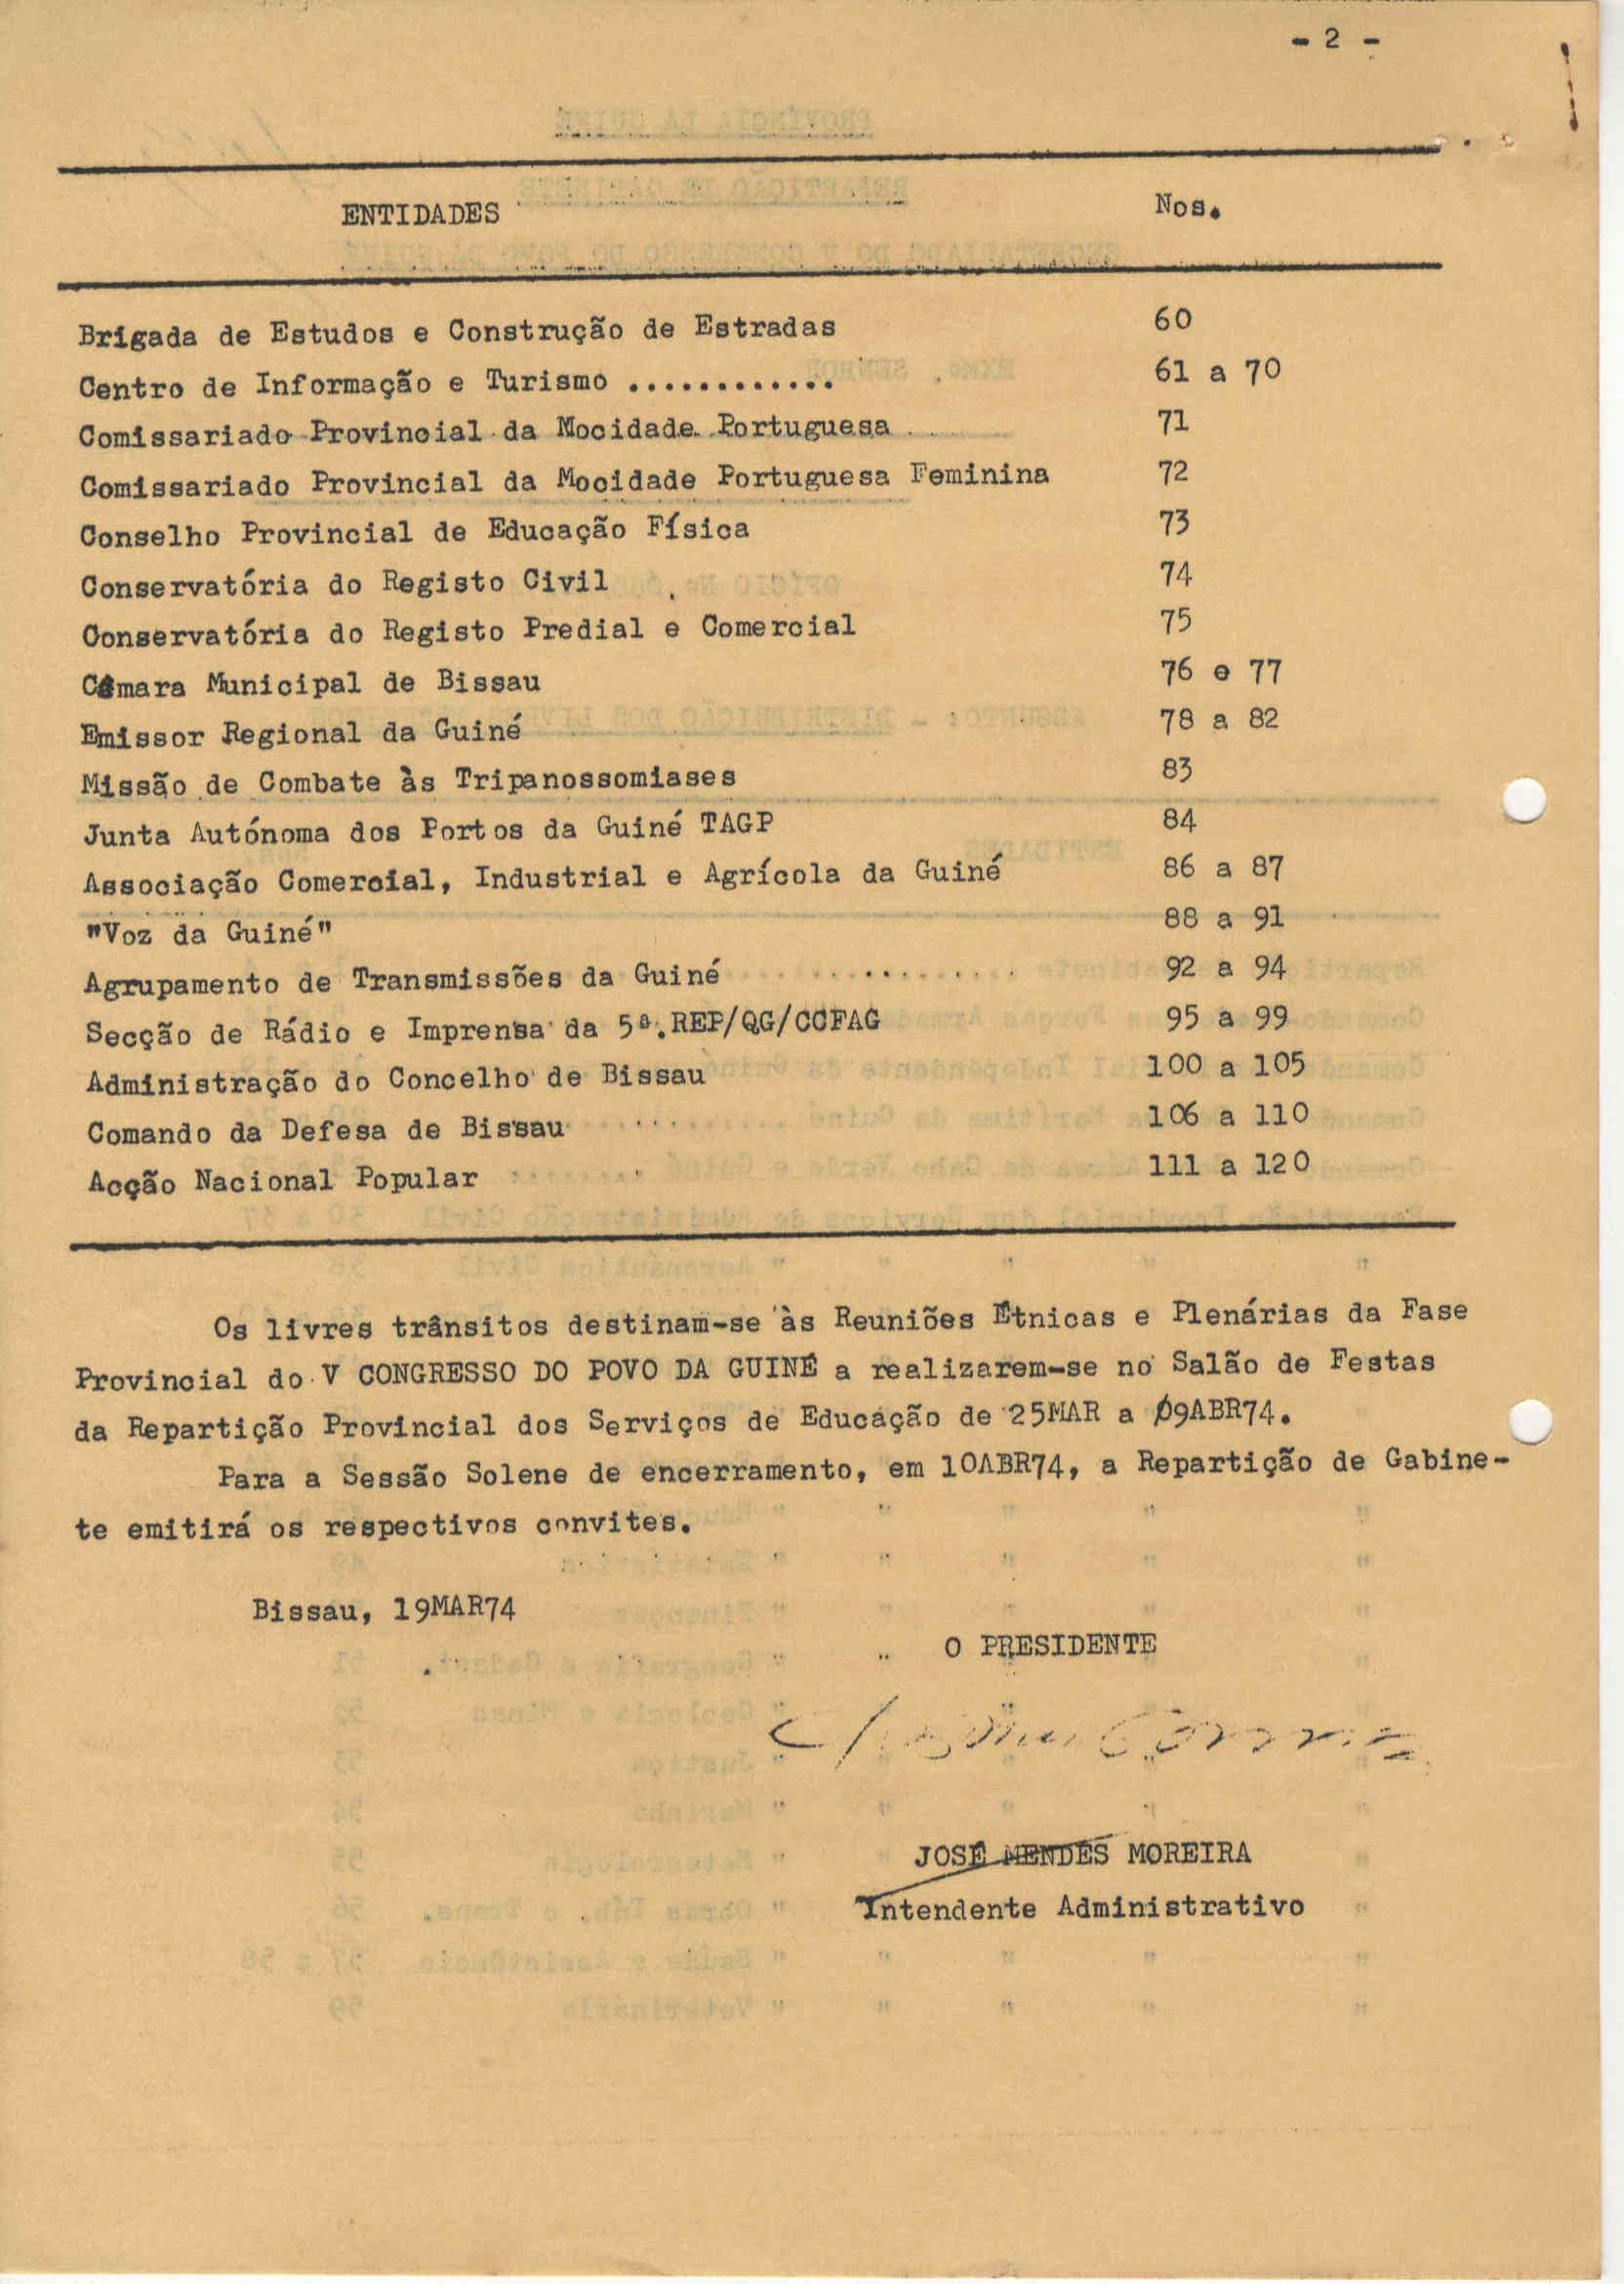 - 2 -
ENTIDADES Nos.
Brigada de Estudos e Construção de Estradas 60
Centro de Informação e Turismo ............ 61 a 70
Comissariado Provincial da Mocidade Portuguesa 71
Comissariado Provincial da Mocidade Portuguesa Feminina 72
Conselho Provincial de Educação Física 73
Conservatória do Registo Civil 74
Conservatória do Registo Predial e Comercial 75
Câmara Municipal de Bissau 76 e 77
Emissor Regional da Guiné 78 a 82
Missão de Combate às Tripanossomiases 83
Junta Autónoma dos Portos da Guiné TAGP 84
Associação Comercial, Industrial e Agrícola da Guiné 86 a 87
"Voz da Guiné" 88 a 91
Agrupamento de Transmissões da Guiné 92 a 94
Secção de Rádio e Imprensa da 5ª.REP/QG/CCFAG 95 a 99
Administração do Concelho de Bissau 100 a 105
Comando da Defesa de Bissau 106 a 110
Acção Nacional Popular 111 a 120
Os livres trânsitos destinam-se às Reuniões Étnicas e Plenárias da Fase
Provincial do V CONGRESSO DO POVO DA GUINÉ a realizarem-se no Salão de Festas
da Repartição Provincial dos Serviços de Educação de 25MAR a 09ABR74.
Para a Sessão Solene de encerramento, em 10ABR74, a Repartição de Gabine-
te emitirá os respectivos convites.
Bissau, 19MAR74
O PRESIDENTE
JOSÉ MENDES MOREIRA
Intendente Administrativo